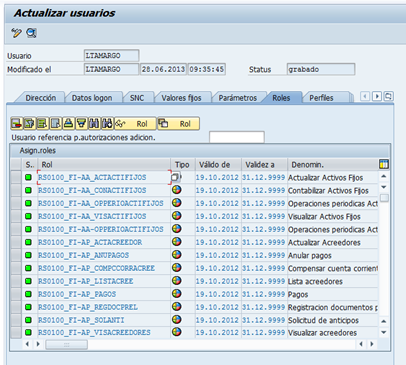 Actualizar usuarios
Usuario LTAMARGO
Modificado el LTAMARGO 28.06.2013 09:35:45 Status grabado
Dirección Datos logon SNC Valores fijos Parámetros Roles Perfiles
Rol Rol
Usuario referencia p.autorizaciones adicion.
Asign.roles
S.. Rol Tipo Válido de Validez a Denomin.
RS0100_FI-AA_ACTACTIFIJOS 19.10.2012 31.12.9999 Actualizar Activos Fijos
RS0100_FI-AA_CONACTIFIJOS 19.10.2012 31.12.9999 Contabilizar Activos Fijos
RS0100_FI-AA_OPPERIOACTIFIJOS 19.10.2012 31.12.9999 Operaciones periodicas Act
RS0100_FI-AA_VISACTIFIJOS 19.10.2012 31.12.9999 Visualizar Activos Fijos
RS0100_FI-AA-OPPERIOACTIFIJOS 19.10.2012 31.12.9999 Operaciones periodicas Act
RS0100_FI-AP_ACTACREEDOR 19.10.2012 31.12.9999 Actualizar Acreedores
RS0100_FI-AP_ANUPAGOS 19.10.2012 31.12.9999 Anular pagos
RS0100_FI-AP_COMPCCORRACREE 19.10.2012 31.12.9999 Compensar cuenta corrient
RS0100_FI-AP_LISTACREE 19.10.2012 31.12.9999 Lista acreedores
RS0100_FI-AP_PAGOS 19.10.2012 31.12.9999 Pagos
RS0100_FI-AP_REGDOCPREL 19.10.2012 31.12.9999 Registracion documentos p
RS0100_FI-AP_SOLANTI 19.10.2012 31.12.9999 Solicitud de anticipos
RS0100_FI-AP_VISACREEDORES 19.10.2012 31.12.9999 Visualizar acreedores